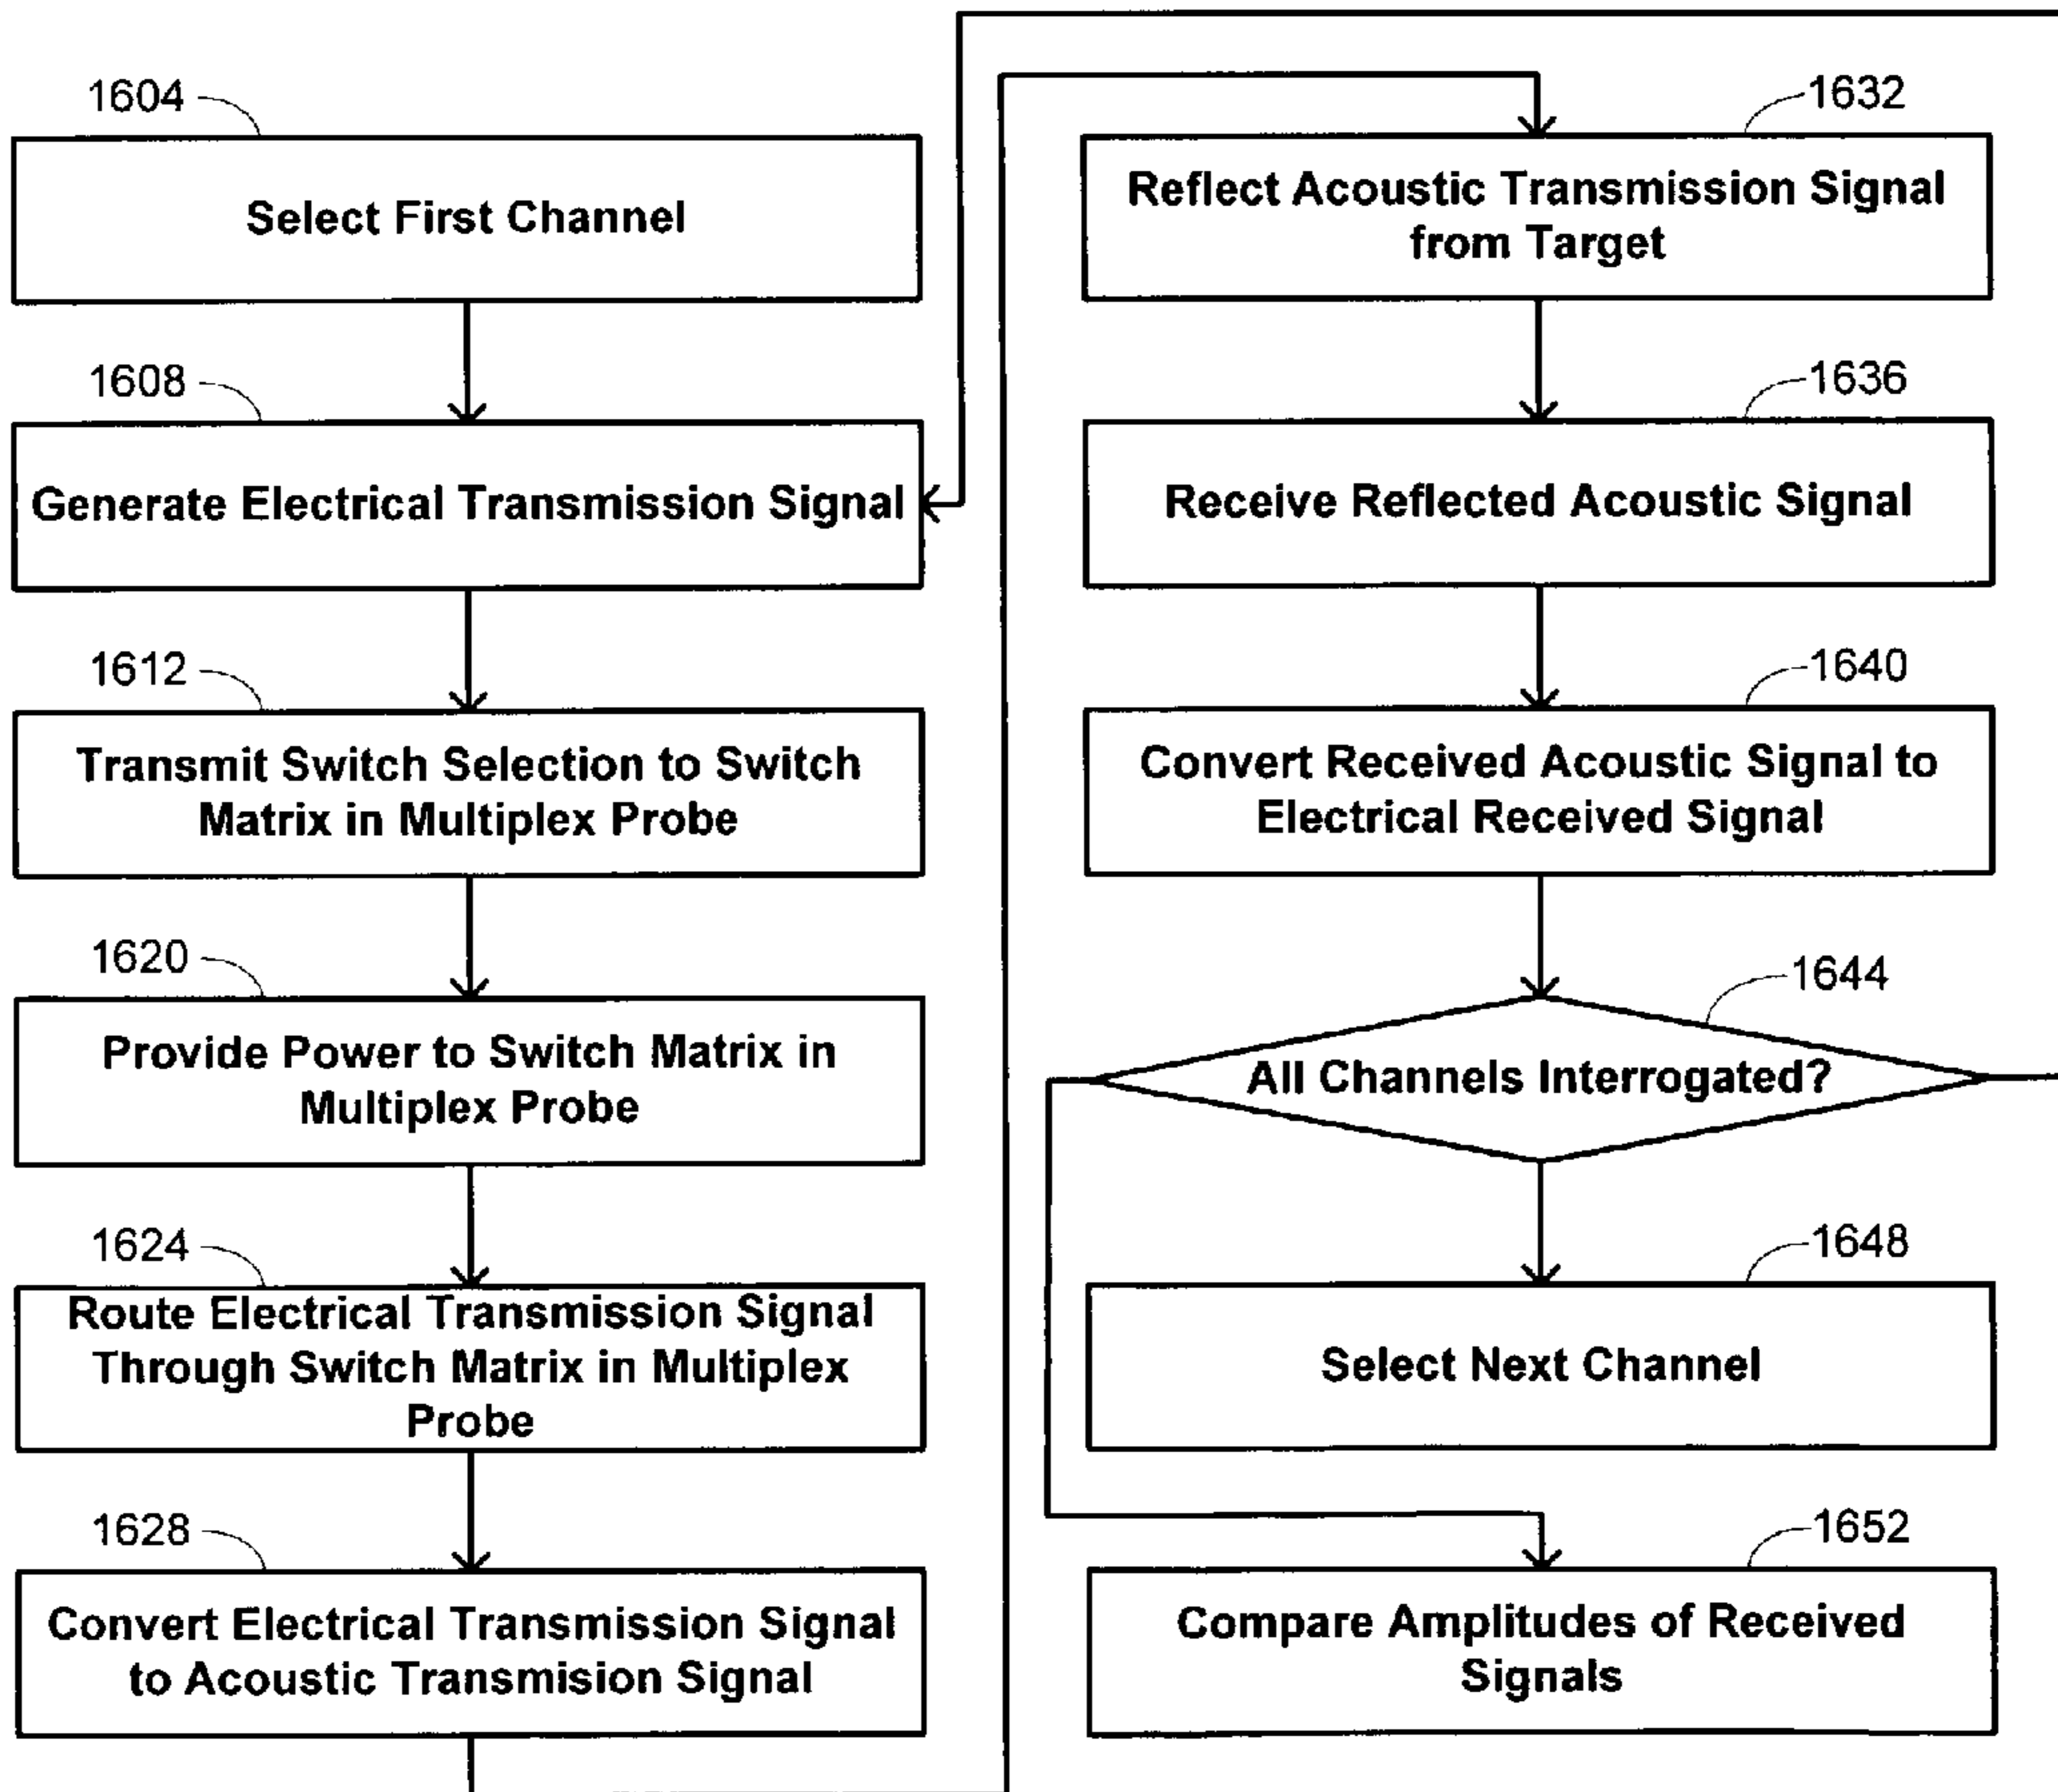 1604
Select First Channel
1608
Generate Electrical Transmission Signal
1612
Transmit Switch Selection to Switch
Matrix in Multiplex Probe
1620
Provide Power to Switch Matrix in
Multiplex Probe
1624
Route Electrical Transmission Signal
Through Switch Matrix in Multiplex
Probe
1628
Convert Electrical Transmission Signal
to Acoustic Transmision Signal
1632
Reflect Acoustic Transmission Signal
from Target
1636
Receive Reflected Acoustic Signal
1640
Convert Received Acoustic Signal to
Electrical Received Signal
1644
All Channels Interrogated?
1648
Select Next Channel
1652
Compare Amplitudes of Received
Signals